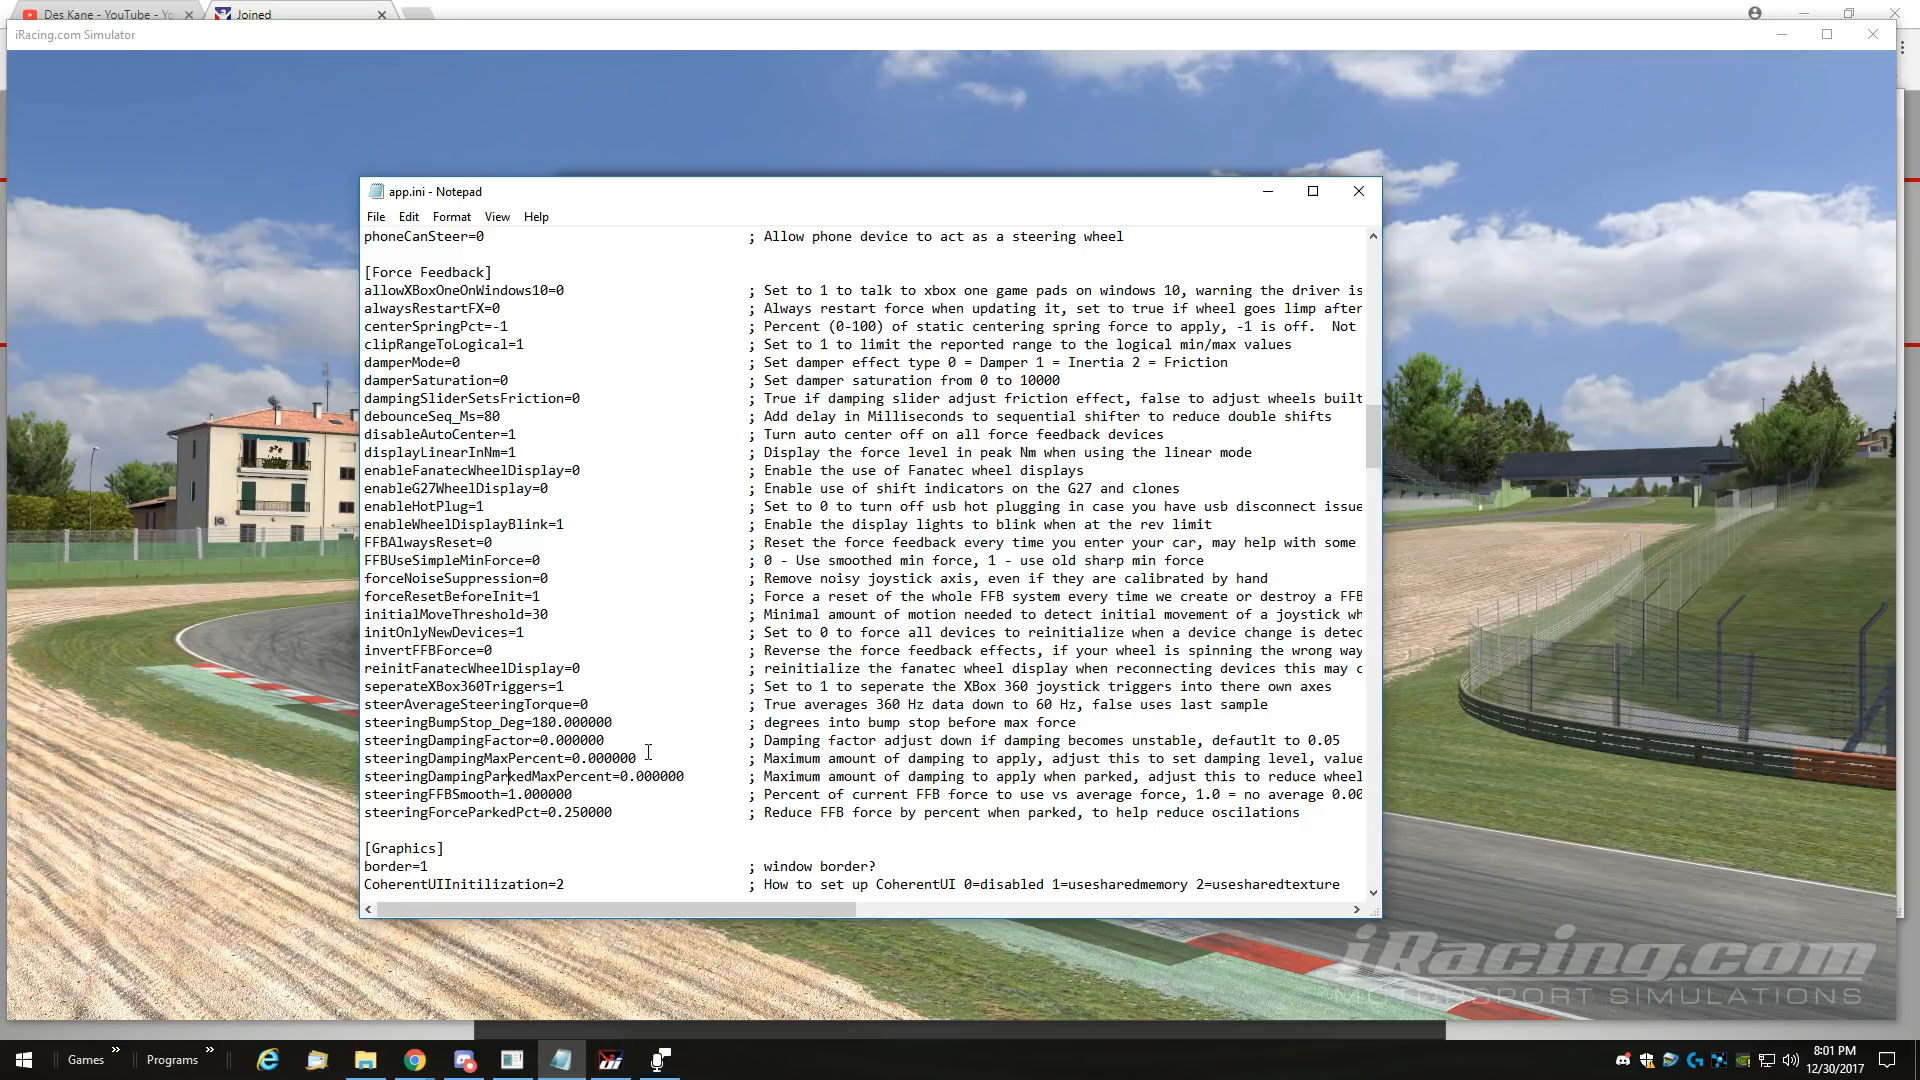 Des Kane - YouTube - Yo
Joined
iRacing.com Simulator
app.ini - Notepad
File Edit Format View Help
phoneCanSteer=0 ; Allow phone device to act as a steering wheel
[Force Feedback]
allowXBoxOneOnWindows10=0 ; Set to 1 to talk to xbox one game pads on windows 10, warning the driver is
alwaysRestartFX=0 ; Always restart force when updating it, set to true if wheel goes limp after
centerSpringPct=-1 ; Percent (0-100) of static centering spring force to apply, -1 is off.  Not
clipRangeToLogical=1 ; Set to 1 to limit the reported range to the logical min/max values
damperMode=0 ; Set damper effect type 0 = Damper 1 = Inertia 2 = Friction
damperSaturation=0 ; Set damper saturation from 0 to 10000
dampingSliderSetsFriction=0 ; True if damping slider adjust friction effect, false to adjust wheels built
debounceSeq_Ms=80 ; Add delay in Milliseconds to sequential shifter to reduce double shifts
disableAutoCenter=1 ; Turn auto center off on all force feedback devices
displayLinearInNm=1 ; Display the force level in peak Nm when using the linear mode
enableFanatecWheelDisplay=0 ; Enable the use of Fanatec wheel displays
enableG27WheelDisplay=0 ; Enable use of shift indicators on the G27 and clones
enableHotPlug=1 ; Set to 0 to turn off usb hot plugging in case you have usb disconnect issue
enableWheelDisplayBlink=1 ; Enable the display lights to blink when at the rev limit
FFBAlwaysReset=0 ; Reset the force feedback every time you enter your car, may help with some
FFBUseSimpleMinForce=0 ; 0 - Use smoothed min force, 1 - use old sharp min force
forceNoiseSuppression=0 ; Remove noisy joystick axis, even if they are calibrated by hand
forceResetBeforeInit=1 ; Force a reset of the whole FFB system every time we create or destroy a FFB
initialMoveThreshold=30 ; Minimal amount of motion needed to detect initial movement of a joystick wh
initOnlyNewDevices=1 ; Set to 0 to force all devices to reinitialize when a device change is detec
invertFFBForce=0 ; Reverse the force feedback effects, if your wheel is spinning the wrong way
reinitFanatecWheelDisplay=0 ; reinitialize the fanatec wheel display when reconnecting devices this may c
seperateXBox360Triggers=1 ; Set to 1 to seperate the XBox 360 joystick triggers into there own axes
steerAverageSteeringTorque=0 ; True averages 360 Hz data down to 60 Hz, false uses last sample
steeringBumpStop_Deg=180.000000 ; degrees into bump stop before max force
steeringDampingFactor=0.000000 ; Damping factor adjust down if damping becomes unstable, defautlt to 0.05
steeringDampingMaxPercent=0.000000 ; Maximum amount of damping to apply, adjust this to set damping level, value
steeringDampingParkedMaxPercent=0.000000 ; Maximum amount of damping to apply when parked, adjust this to reduce wheel
steeringFFBSmooth=1.000000 ; Percent of current FFB force to use vs average force, 1.0 = no average 0.00
steeringForceParkedPct=0.250000 ; Reduce FFB force by percent when parked, to help reduce oscilations
[Graphics]
border=1 ; window border?
CoherentUIInitilization=2 ; How to set up CoherentUI 0=disabled 1=usesharedmemory 2=usesharedtexture
iRacing.com
MOTORSPORT SIMULATIONS
Games » Programs »
8:01 PM
12/30/2017